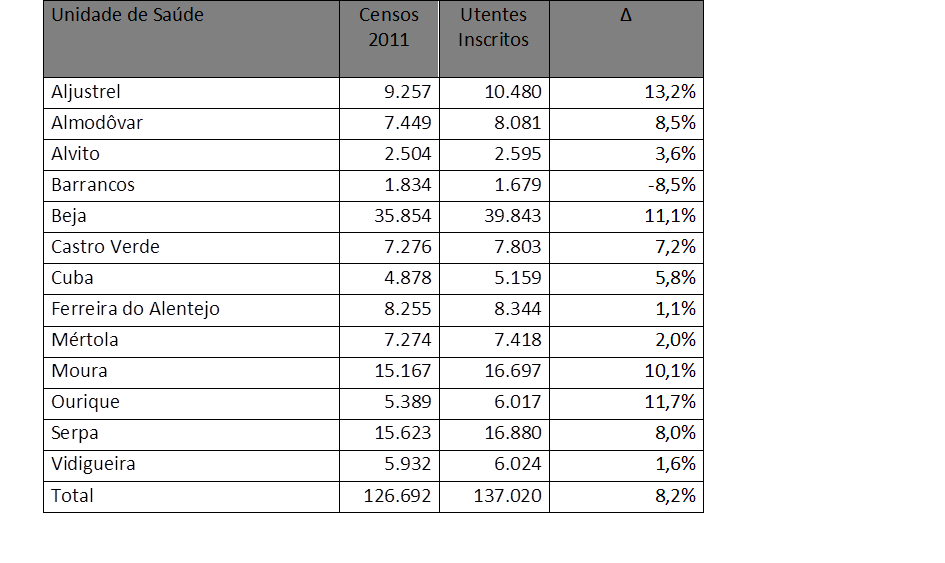 Unidade de Saúde Censos 2011 Utentes Inscritos Δ
Aljustrel 9.257 10.480 13,2%
Almodôvar 7.449 8.081 8,5%
Alvito 2.504 2.595 3,6%
Barrancos 1.834 1.679 -8,5%
Beja 35.854 39.843 11,1%
Castro Verde 7.276 7.803 7,2%
Cuba 4.878 5.159 5,8%
Ferreira do Alentejo 8.255 8.344 1,1%
Mértola 7.274 7.418 2,0%
Moura 15.167 16.697 10,1%
Ourique 5.389 6.017 11,7%
Serpa 15.623 16.880 8,0%
Vidigueira 5.932 6.024 1,6%
Total 126.692 137.020 8,2%